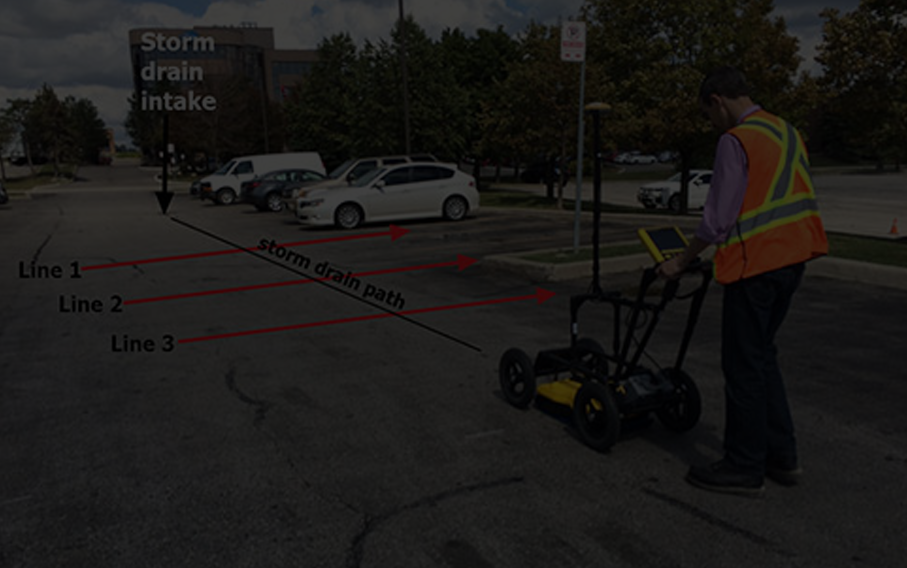 Storm
drain
intake
Line 1
storm drain path
Line 2
Line 3